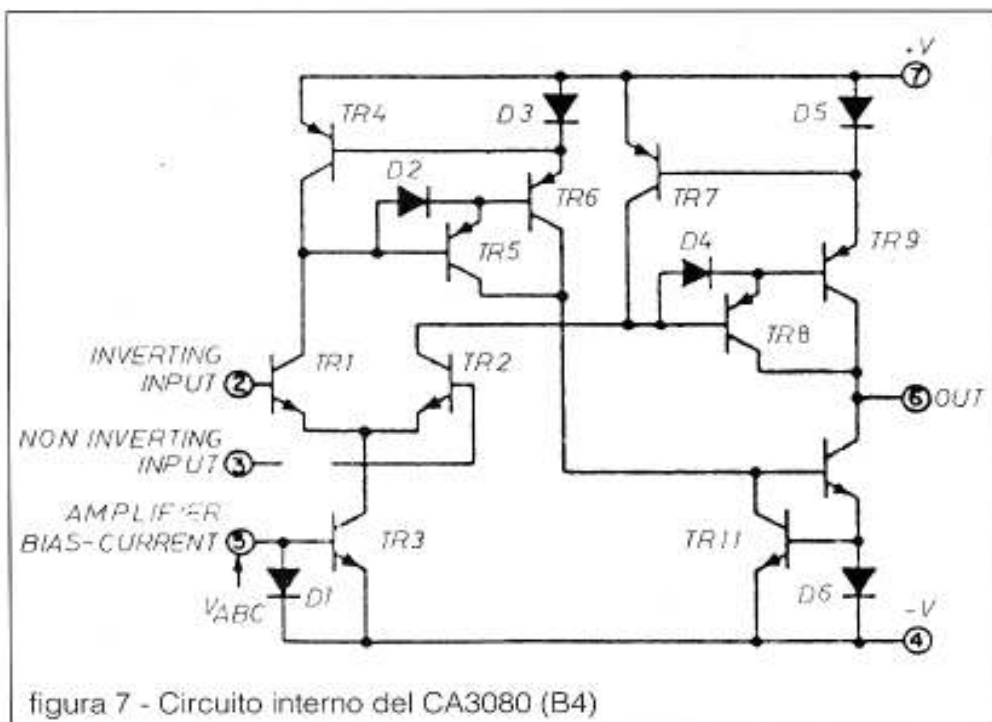 +V
7
TR4
D3
D5
D2
TR6
TR7
TR5
D4
TR9
TR8
INVERTING
INPUT 2
TR1
TR2
6 OUT
NON INVERTING
INPUT 3
AMPLIFIER
BIAS-CURRENT 5
TR3
TR11
VABC
D1
D6
-V
4
figura 7 - Circuito interno del CA3080 (B4)